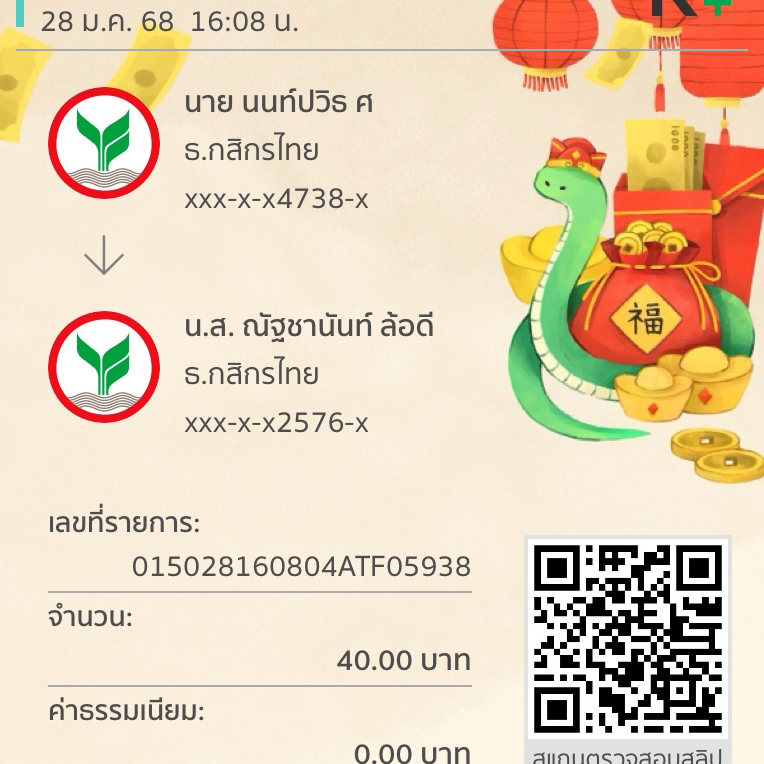 28 ม.ค. 68 16:08 น.
K+
นาย นนท์ปวิธ ศ
ธ.กสิกรไทย
xxx-x-x4738-x
น.ส. ณัฐชานันท์ ล้อดี
ธ.กสิกรไทย
xxx-x-x2576-x
福
เลขที่รายการ:
015028160804ATF05938
จำนวน:
40.00 บาท
ค่าธรรมเนียม:
0.00 บาท
สแกนตรวจสอบสลิป